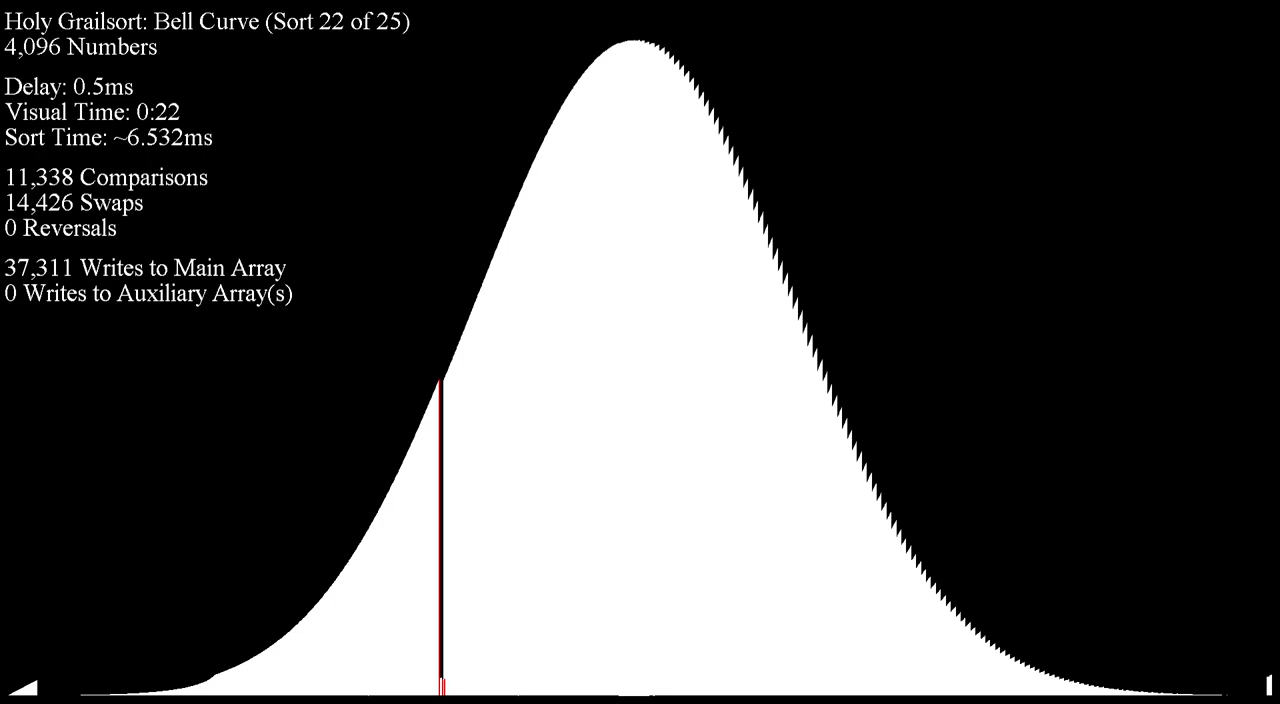 Holy Grailsort: Bell Curve (Sort 22 of 25)
4,096 Numbers
Delay: 0.5ms
Visual Time: 0:22
Sort Time: ~6.532ms
11,338 Comparisons
14,426 Swaps
0 Reversals
37,311 Writes to Main Array
0 Writes to Auxiliary Array(s)